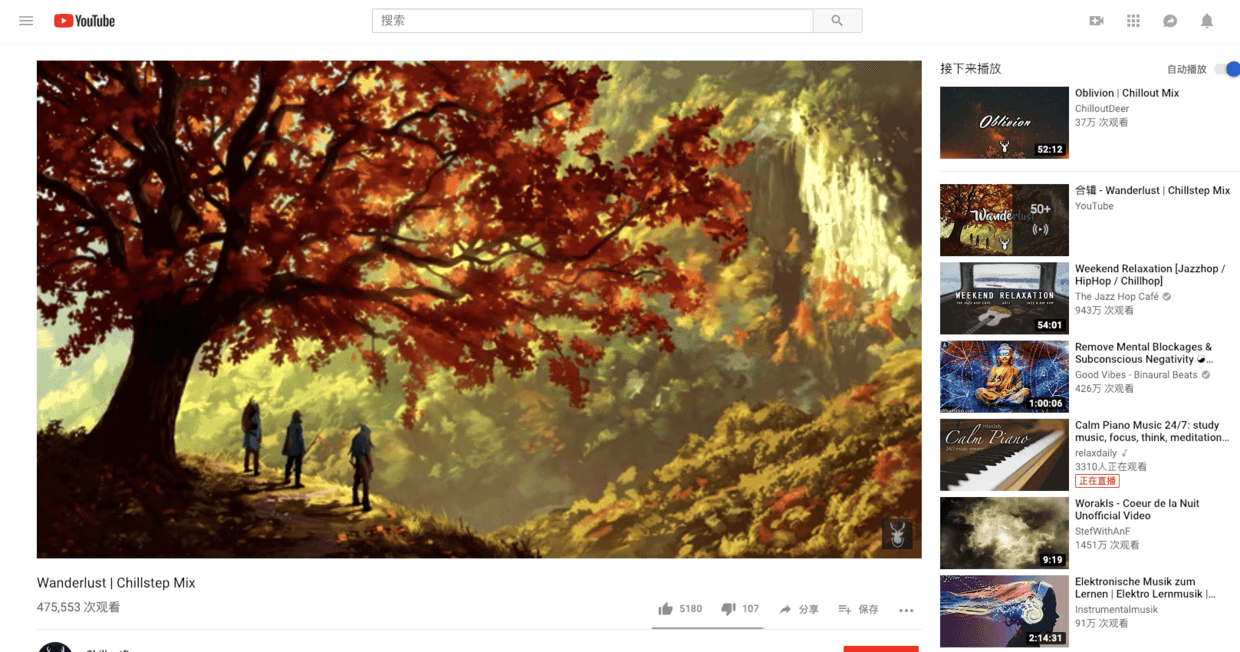 YouTube
搜索
Wanderlust | Chillstep Mix
475,553 次观看
5180
107
分享
保存
接下来播放
自动播放
Oblivion
52:12
Oblivion | Chillout Mix
ChilloutDeer
37万 次观看
50+
合辑 - Wanderlust | Chillstep Mix
YouTube
WEEKEND RELAXATION
54:01
Weekend Relaxation [Jazzhop /
HipHop / Chillhop]
The Jazz Hop Café
943万 次观看
1:00:06
Remove Mental Blockages &
Subconscious Negativity ☯...
Good Vibes - Binaural Beats
426万 次观看
relaxdaily
Calm Piano
Calm Piano Music 24/7: study
music, focus, think, meditation...
relaxdaily
3310人正在观看
正在直播
9:19
Worakls - Coeur de la Nuit
Unofficial Video
StefWithAnF
1451万 次观看
2:14:31
Elektronische Musik zum
Lernen | Elektro Lernmusik |...
Instrumentalmusik
91万 次观看